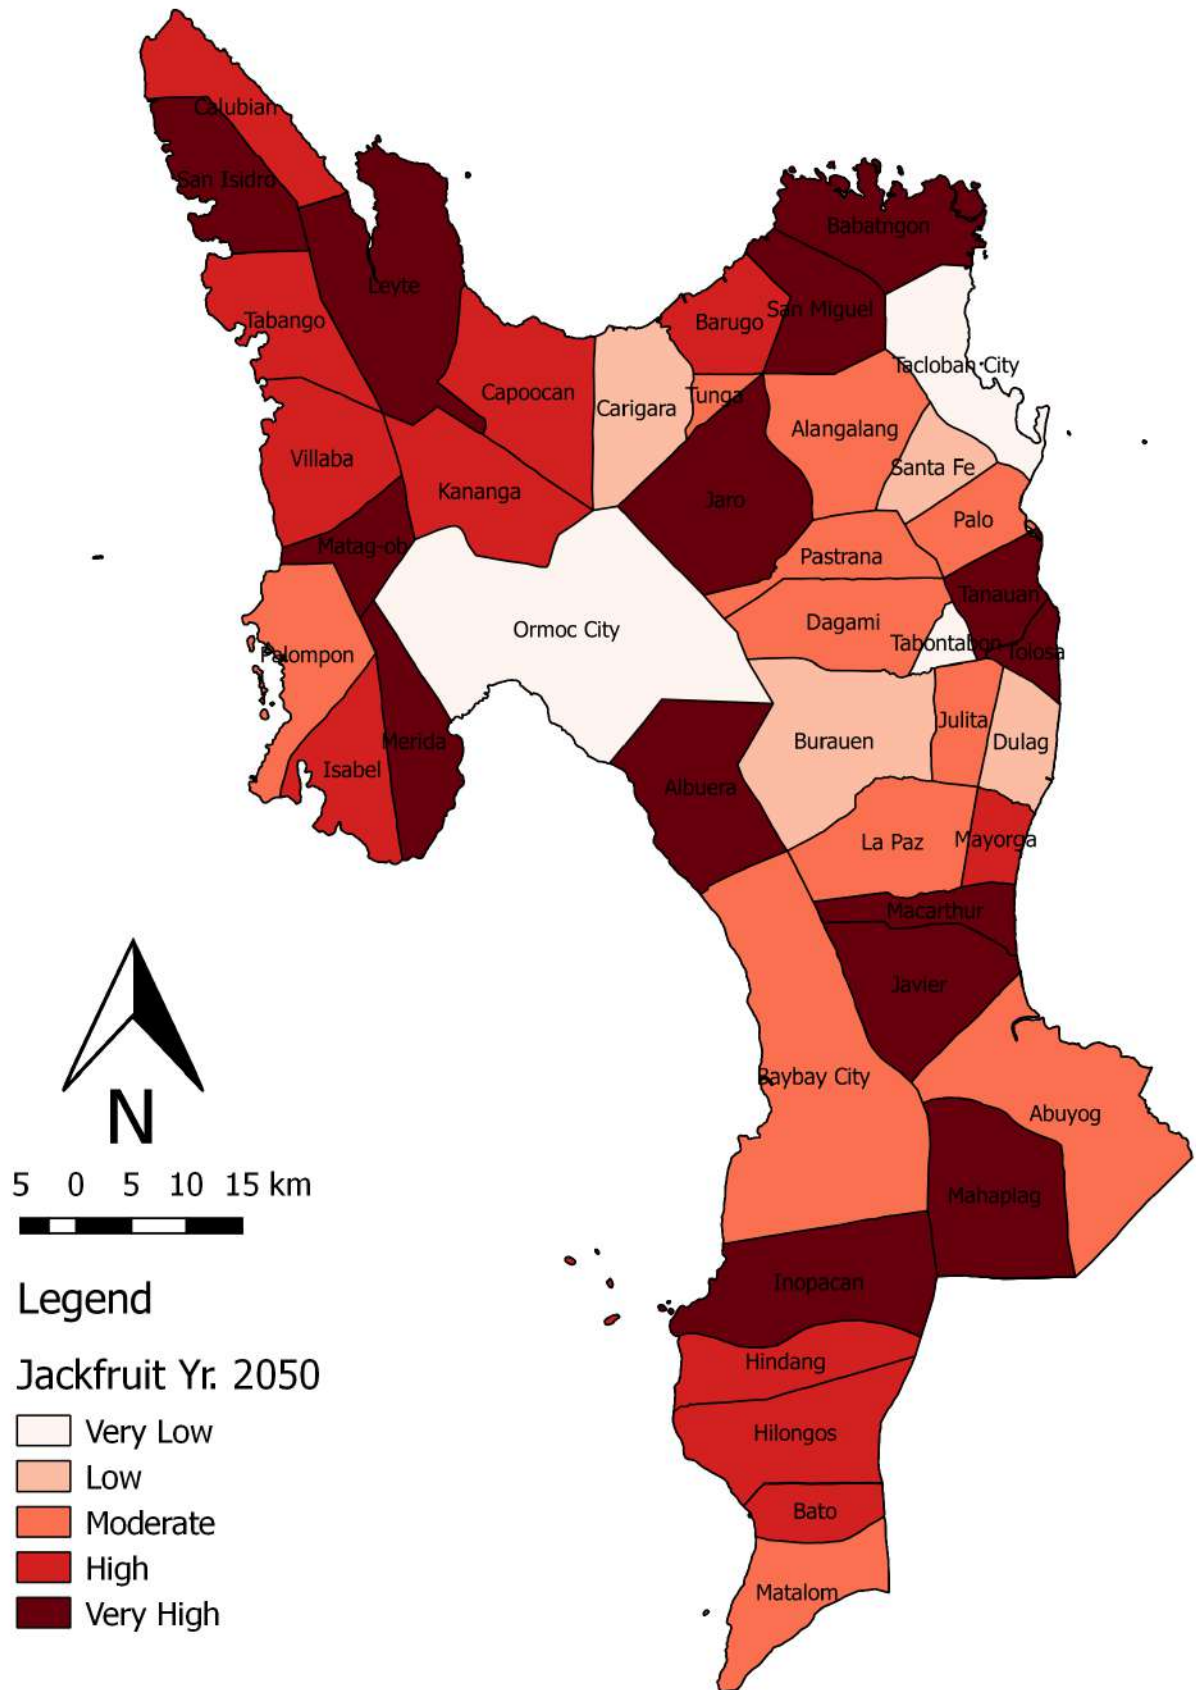 Calubian
San Isidro
Babatngon
Leyte
San Miguel
Tabango
Barugo
Tacloban City
Capoocan
Tunga
Carigara
Alangalang
Villaba
Santa Fe
Kananga
Jaro
Palo
Matag-ob
Pastrana
Tanauan
Dagami
Ormoc City
Tabontabon
Tolosa
Palompon
Julita
Merida
Burauen
Dulag
Isabel
Albuera
La Paz
Mayorga
Macarthur
Javier
Baybay City
Abuyog
N
5 0 5 10 15 km
Mahaplag
Inopacan
Legend
Hindang
Jackfruit Yr. 2050
Hilongos
Very Low
Low
Bato
Moderate
High
Matalom
Very High